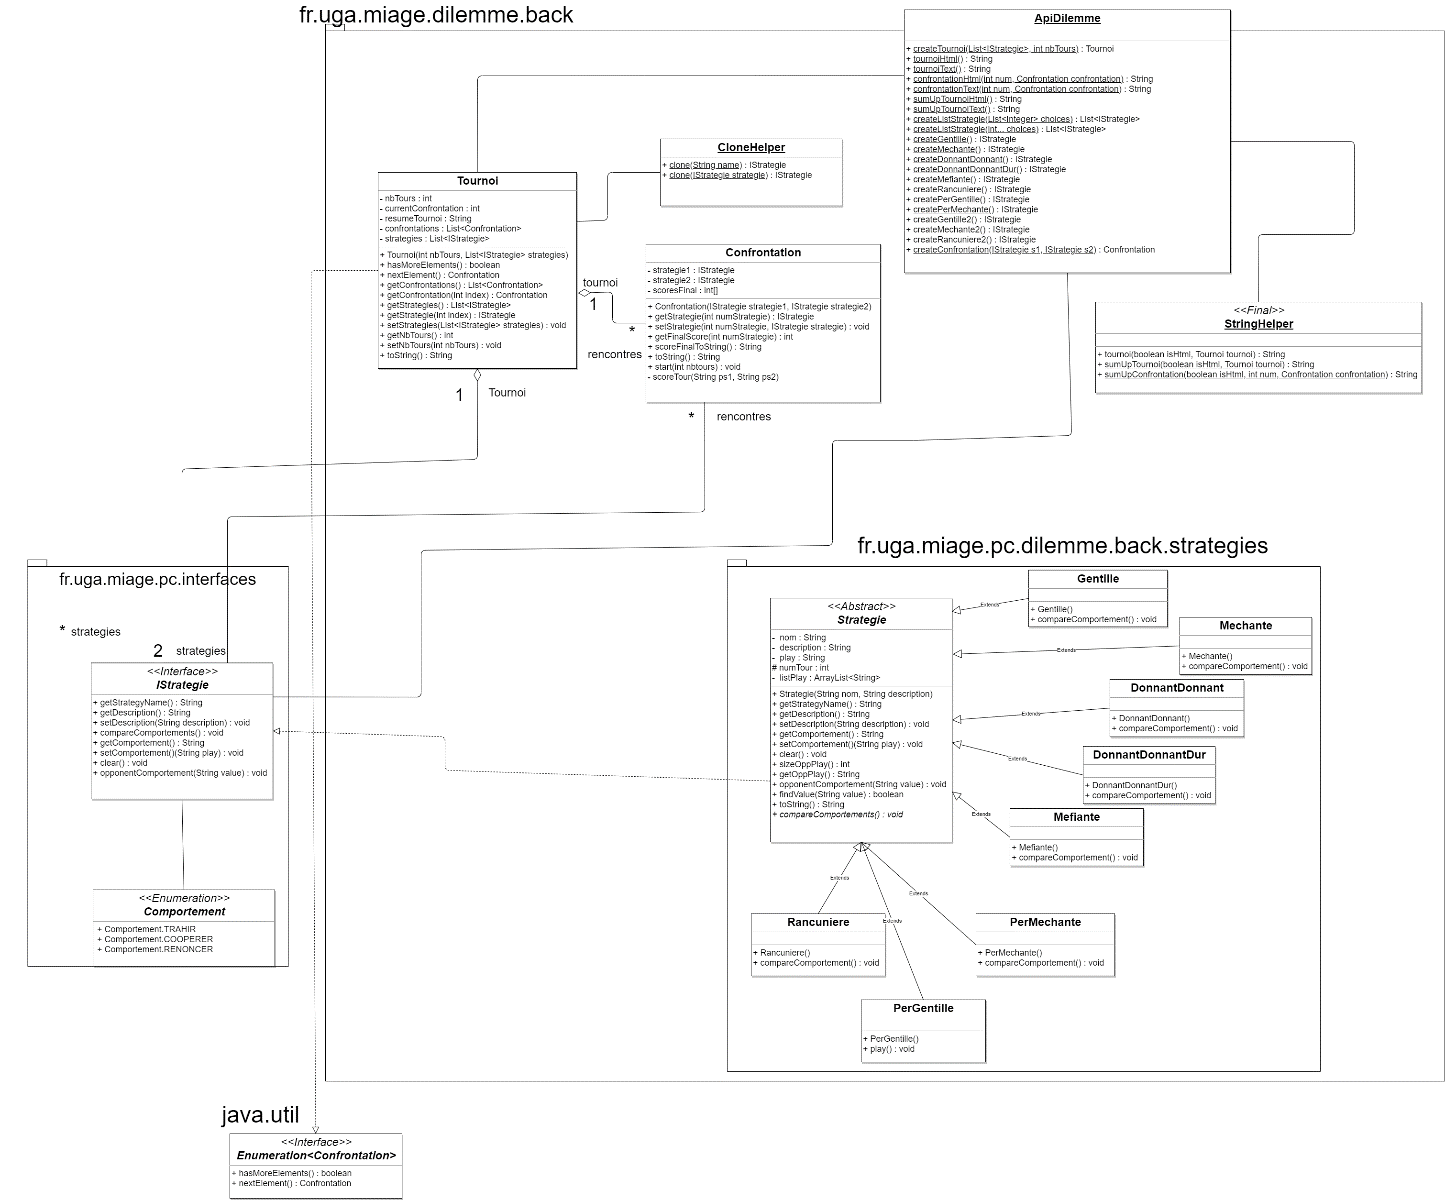 fr.uga.miage.dilemme.back
ApiDilemme
+ createTournoi(List<IStrategie>, int nbTours) : Tournoi
+ tournoiHtml() : String
+ tournoiText() : String
+ confrontationHtml(int num, Confrontation confrontation) : String
+ confrontationText(int num, Confrontation confrontation) : String
+ sumUpTournoiHtml() : String
+ sumUpTournoiText() : String
+ createListStrategie(List<Integer> choices) : List<IStrategie>
+ createListStrategie(int... choices) : List<IStrategie>
+ createGentille() : IStrategie
+ createMechante() : IStrategie
+ createDonnantDonnant() : IStrategie
+ createDonnantDonnantDur() : IStrategie
+ createMefiante() : IStrategie
+ createRancuniere() : IStrategie
+ createPerGentille() : IStrategie
+ createPerMechante() : IStrategie
+ createGentille2() : IStrategie
+ createMechante2() : IStrategie
+ createRancuniere2() : IStrategie
+ createConfrontation(IStrategie s1, IStrategie s2) : Confrontation
CloneHelper
+ clone(String name) : IStrategie
+ clone(IStrategie strategie) : IStrategie
Tournoi
- nbTours : int
- currentConfrontation : int
- resumeTournoi : String
- confrontations : List<Confrontation>
- strategies : List<IStrategie>
+ Tournoi(int nbTours, List<IStrategie> strategies)
+ hasMoreElements() : boolean
+ nextElement() : Confrontation
+ getConfrontations() : List<Confrontation>
+ getConfrontation(int index) : Confrontation
+ getStrategies() : List<IStrategie>
+ getStrategie(int index) : IStrategie
+ setStrategies(List<IStrategie> strategies) : void
+ getNbTours() : int
+ setNbTours(int nbTours) : void
+ toString() : String
tournoi
1
*
rencontres
Confrontation
- strategie1 : IStrategie
- strategie2 : IStrategie
- scoresFinal : int[]
+ Confrontation(IStrategie strategie1, IStrategie strategie2)
+ getStrategie(int numStrategie) : IStrategie
+ setStrategie(int numStrategie, IStrategie strategie) : void
+ getFinalScore(int numStrategie) : int
+ scoreFinalToString() : String
+ toString() : String
+ start(int nbtours) : void
- scoreTour(String ps1, String ps2)
<<Final>>
StringHelper
+ tournoi(boolean isHtml, Tournoi tournoi) : String
+ sumUpTournoi(boolean isHtml, Tournoi tournoi) : String
+ sumUpConfrontation(boolean isHtml, int num, Confrontation confrontation) : String
1 Tournoi
* rencontres
fr.uga.miage.pc.interfaces
* strategies
2 strategies
<<Interface>>
IStrategie
+ getStrategyName() : String
+ getDescription() : String
+ setDescription(String description) : void
+ compareComportements() : void
+ getComportement() : String
+ setComportement()(String play) : void
+ clear() : void
+ opponentComportement(String value) : void
<<Enumeration>>
Comportement
+ Comportement.TRAHIR
+ Comportement.COOPERER
+ Comportement.RENONCER
fr.uga.miage.pc.dilemme.back.strategies
<<Abstract>>
Strategie
- nom : String
- description : String
- play : String
# numTour : int
- listPlay : ArrayList<String>
+ Strategie(String nom, String description)
+ getStrategyName() : String
+ getDescription() : String
+ setDescription(String description) : void
+ getComportement() : String
+ setComportement()(String play) : void
+ clear() : void
+ sizeOppPlay() : int
+ getOppPlay() : String
+ opponentComportement(String value) : void
+ findValue(String value) : boolean
+ toString() : String
+ compareComportements() : void
Extends
Gentille
+ Gentille()
+ compareComportement() : void
Extends
Mechante
+ Mechante()
+ compareComportement() : void
Extends
DonnantDonnant
+ DonnantDonnant()
+ compareComportement() : void
Extends
DonnantDonnantDur
+ DonnantDonnantDur()
+ compareComportement() : void
Extends
Mefiante
+ Mefiante()
+ compareComportement() : void
Extends
Extends
Extends
Rancuniere
+ Rancuniere()
+ compareComportement() : void
PerMechante
+ PerMechante()
+ compareComportement() : void
PerGentille
+ PerGentille()
+ play() : void
java.util
<<Interface>>
Enumeration<Confrontation>
+ hasMoreElements() : boolean
+ nextElement() : Confrontation